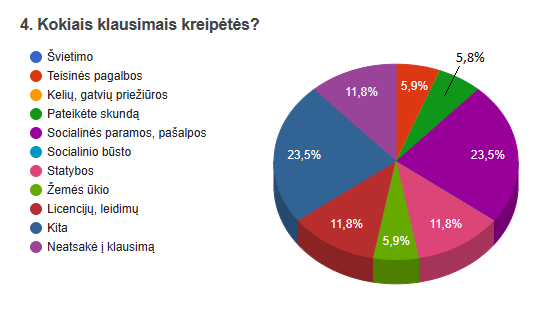 4. Kokiais klausimais kreipėtės?
Švietimo
Teisinės pagalbos
Kelių, gatvių priežiūros
Pateikėte skundą
Socialinės paramos, pašalpos
Socialinio būsto
Statybos
Žemės ūkio
Licencijų, leidimų
Kita
Neatsakė į klausimą
5,9%
5,8%
23,5%
11,8%
5,9%
11,8%
23,5%
11,8%